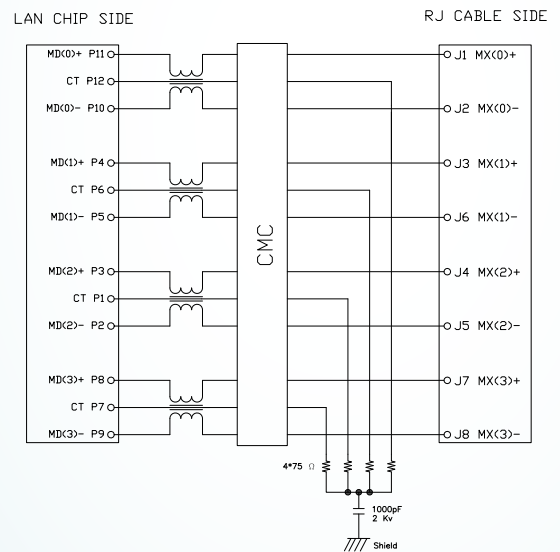 LAN CHIP SIDE
RJ CABLE SIDE
MD(0)+ P11
J1 MX(0)+
CT P12
MD(0)- P10
J2 MX(0)-
MD(1)+ P4
J3 MX(1)+
CT P6
MD(1)- P5
J6 MX(1)-
CMC
MD(2)+ P3
J4 MX(2)+
CT P1
MD(2)- P2
J5 MX(2)-
MD(3)+ P8
J7 MX(3)+
CT P7
MD(3)- P9
J8 MX(3)-
4*75 Ω
1000pF
2 Kv
Shield